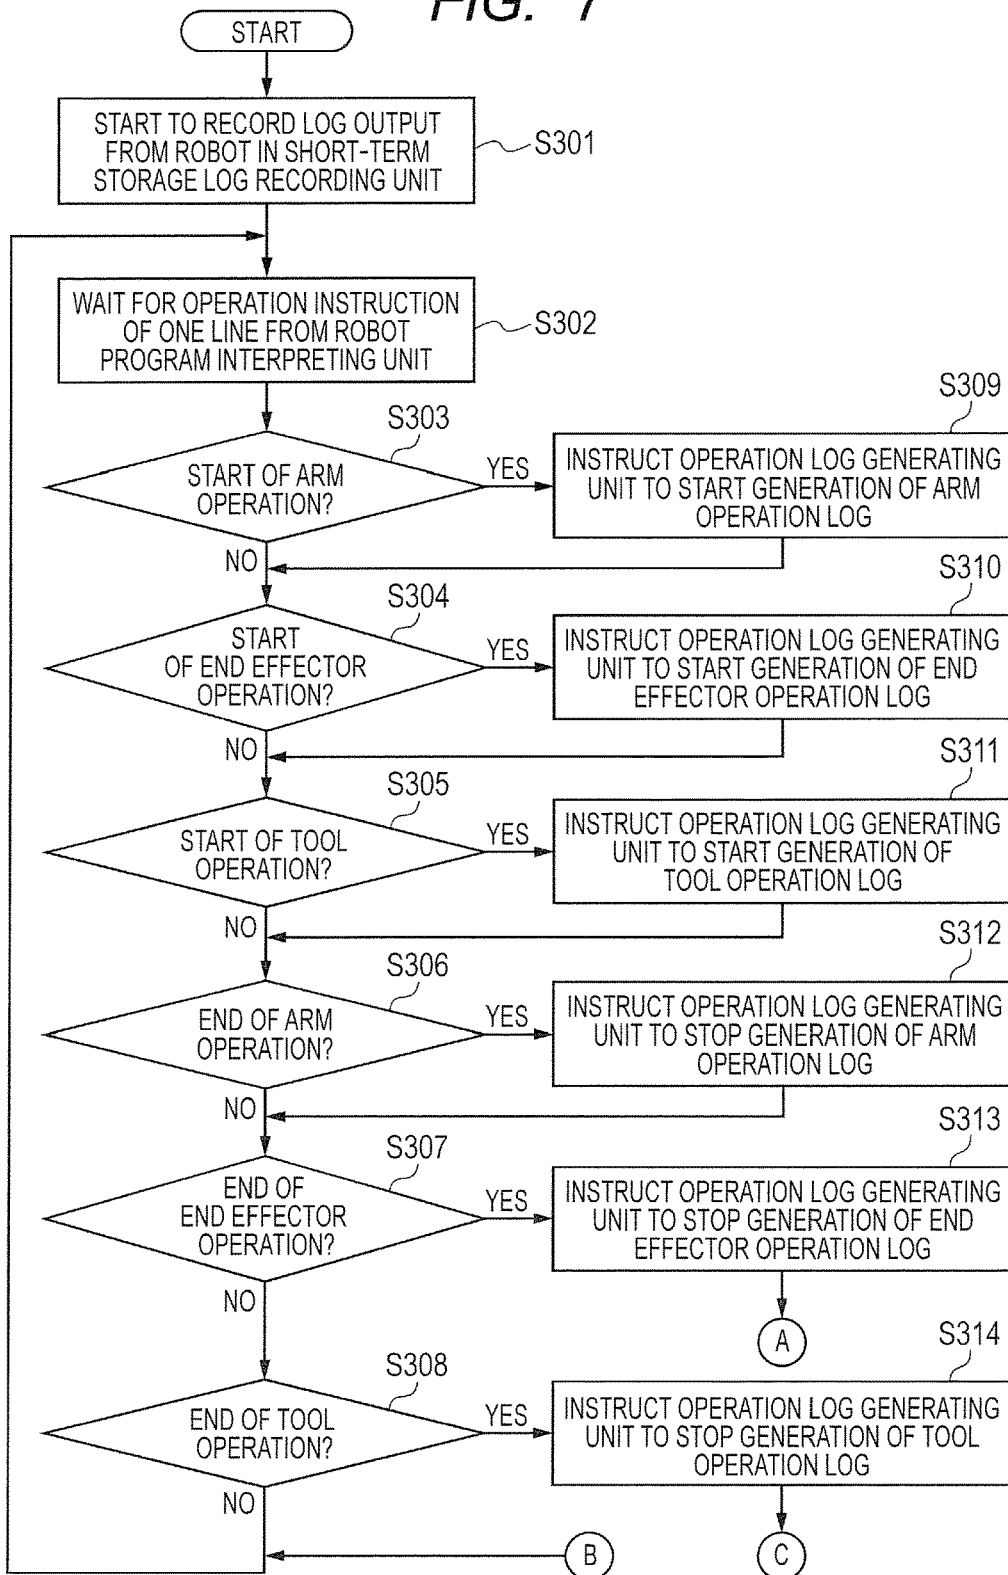 FIG. 7
START
START TO RECORD LOG OUTPUT
FROM ROBOT IN SHORT-TERM
STORAGE LOG RECORDING UNIT
S301
WAIT FOR OPERATION INSTRUCTION
OF ONE LINE FROM ROBOT
PROGRAM INTERPRETING UNIT
S302
S303
START OF ARM
OPERATION?
YES
NO
S309
INSTRUCT OPERATION LOG GENERATING
UNIT TO START GENERATION OF ARM
OPERATION LOG
S304
START
OF END EFFECTOR
OPERATION?
YES
NO
S310
INSTRUCT OPERATION LOG GENERATING
UNIT TO START GENERATION OF END
EFFECTOR OPERATION LOG
S305
START OF TOOL
OPERATION?
YES
NO
S311
INSTRUCT OPERATION LOG GENERATING
UNIT TO START GENERATION OF
TOOL OPERATION LOG
S306
END OF ARM
OPERATION?
YES
NO
S312
INSTRUCT OPERATION LOG GENERATING
UNIT TO STOP GENERATION OF ARM
OPERATION LOG
S307
END OF
END EFFECTOR
OPERATION?
YES
NO
S313
INSTRUCT OPERATION LOG GENERATING
UNIT TO STOP GENERATION OF END
EFFECTOR OPERATION LOG
A
S308
END OF TOOL
OPERATION?
YES
NO
S314
INSTRUCT OPERATION LOG GENERATING
UNIT TO STOP GENERATION OF TOOL
OPERATION LOG
B
C